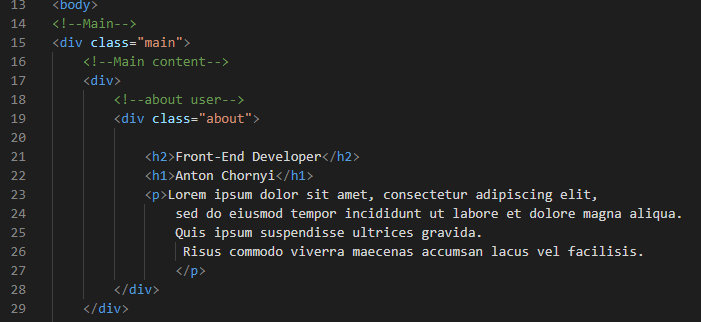 13 <body>
14 <!--Main-->
15 <div class="main">
16     <!--Main content-->
17     <div>
18         <!--about user-->
19         <div class="about">
20
21             <h2>Front-End Developer</h2>
22             <h1>Anton Chornyi</h1>
23             <p>Lorem ipsum dolor sit amet, consectetur adipiscing elit,
24                 sed do eiusmod tempor incididunt ut labore et dolore magna aliqua.
25                 Quis ipsum suspendisse ultrices gravida.
26                  Risus commodo viverra maecenas accumsan lacus vel facilisis.
27                 </p>
28         </div>
29     </div>